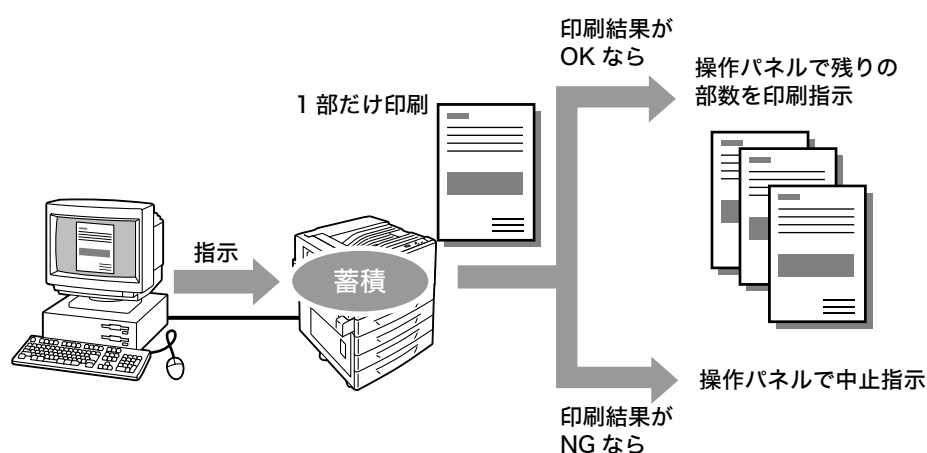 印刷結果が
OK なら
操作パネルで残りの
部数を印刷指示
1 部だけ印刷
指示
蓄積
操作パネルで中止指示
印刷結果が
NG なら